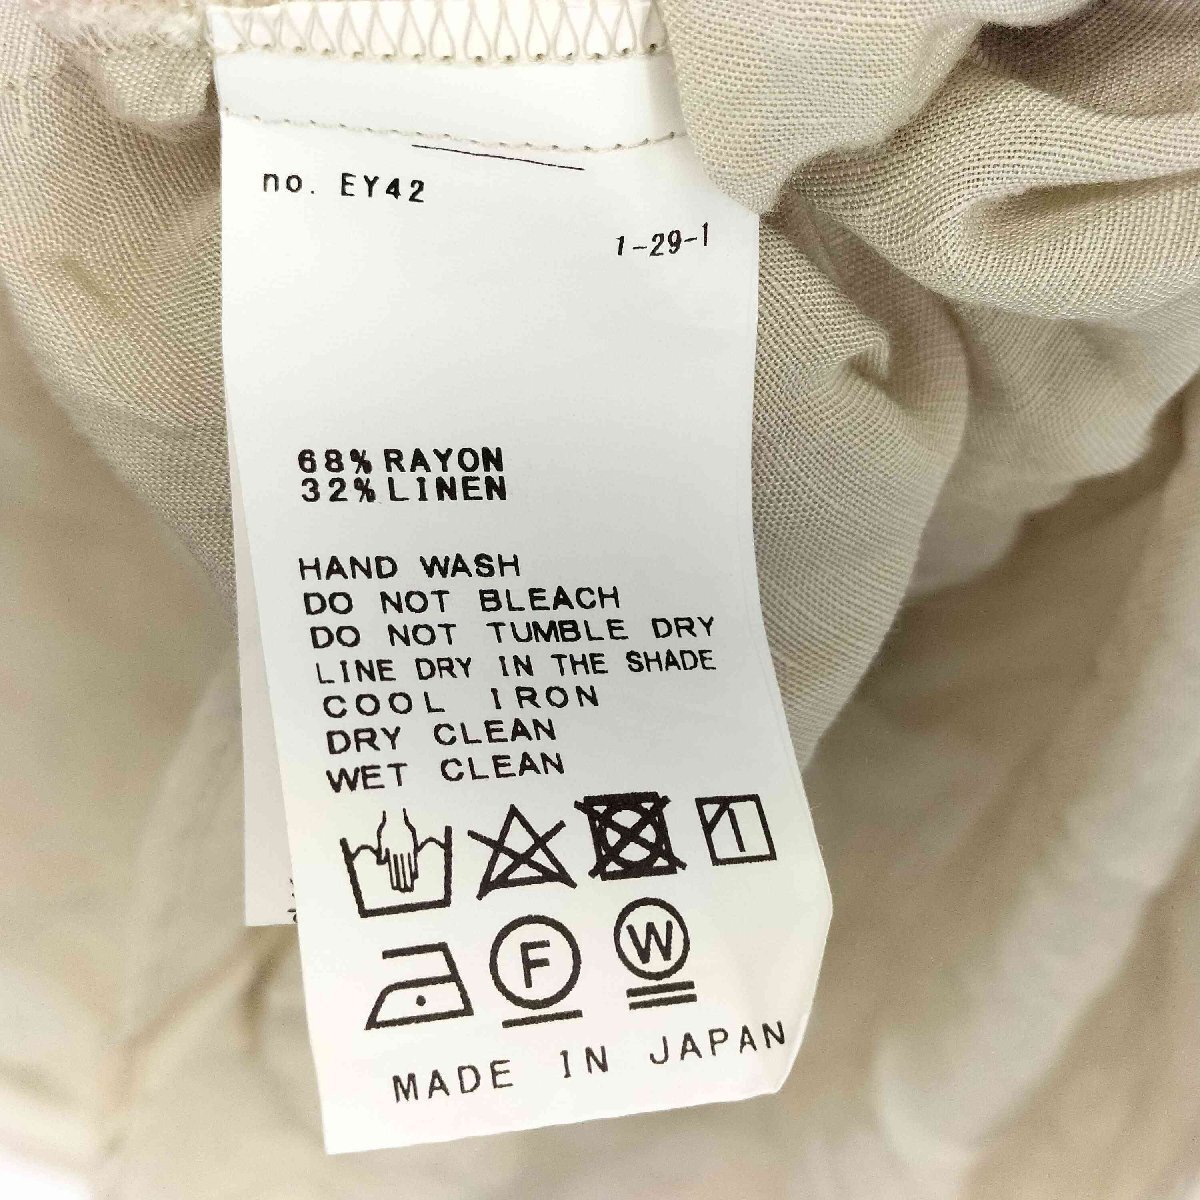 no. EY42
1-29-1
68% RAYON
32% LINEN
HAND WASH
DO NOT BLEACH
DO NOT TUMBLE DRY
LINE DRY IN THE SHADE
COOL IRON
DRY CLEAN
WET CLEAN
F
W
MADE IN JAPAN